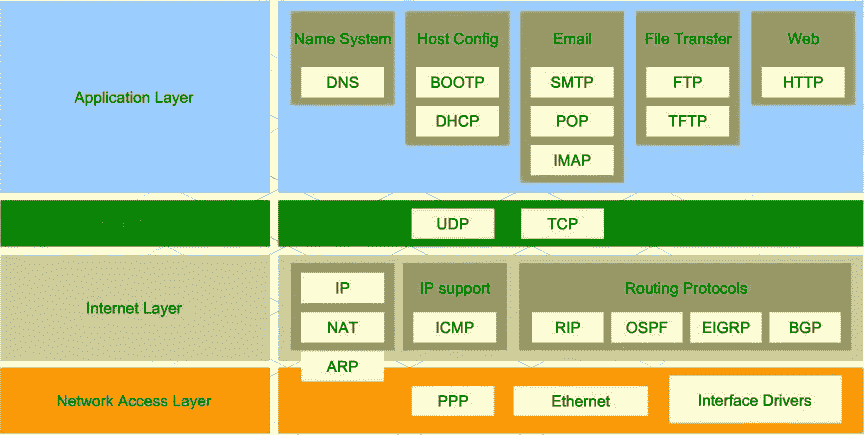 Application Layer
Name System
DNS
Host Config
BOOTP
DHCP
Email
SMTP
POP
IMAP
File Transfer
FTP
TFTP
Web
HTTP
UDP
TCP
Internet Layer
IP
NAT
ARP
IP support
ICMP
Routing Protocols
RIP
OSPF
EIGRP
BGP
Network Access Layer
PPP
Ethernet
Interface Drivers